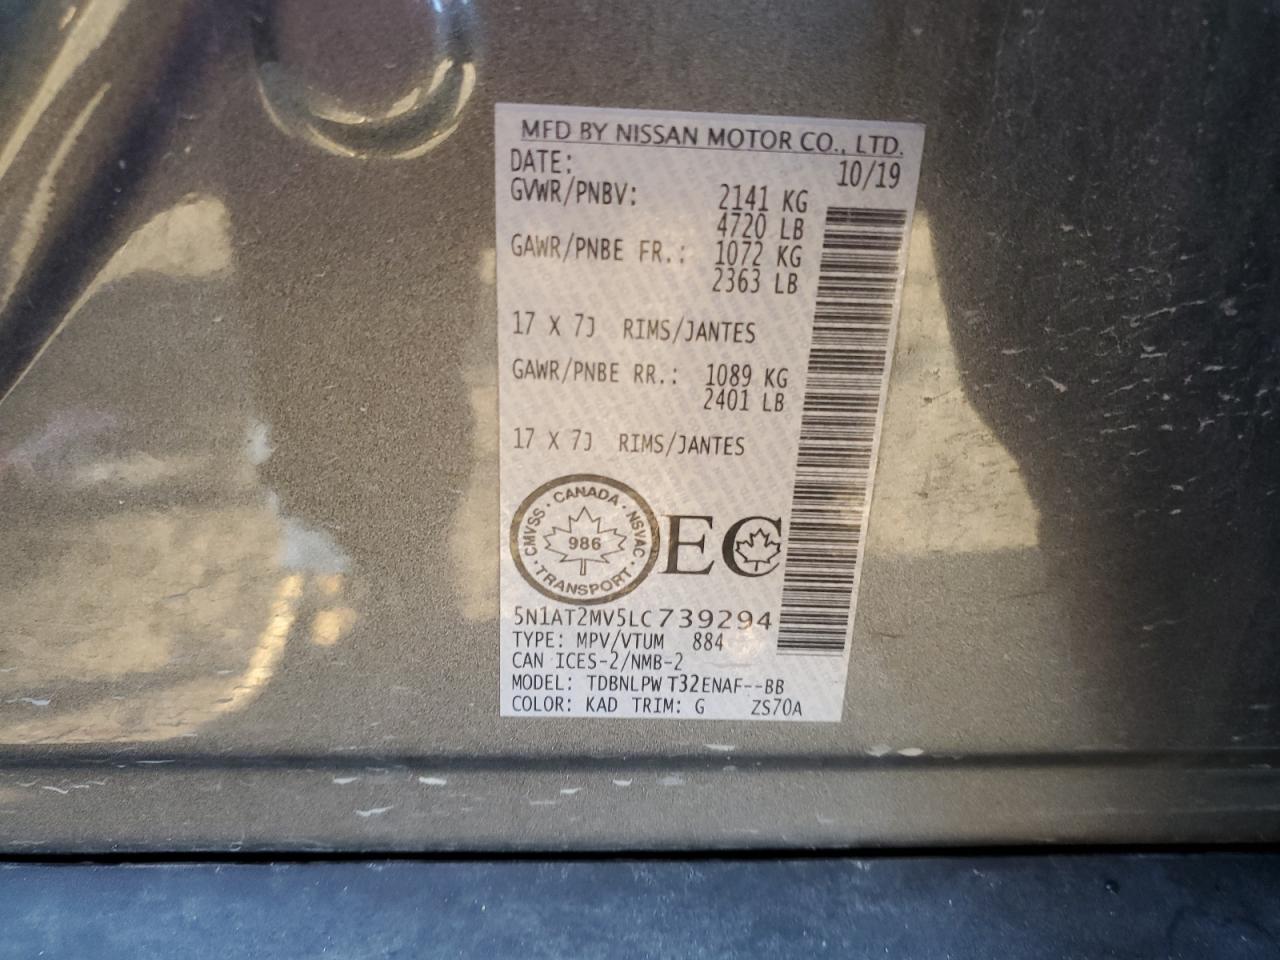 MFD BY NISSAN MOTOR CO., LTD.
DATE: 10/19
GVWR/PNBV: 2141 KG
4720 LB
GAWR/PNBE FR.: 1072 KG
2363 LB
17 X 7J RIMS/JANTES
GAWR/PNBE RR.: 1089 KG
2401 LB
17 X 7J RIMS/JANTES
CMVSS · CANADA · NSVAC · TRANSPORT ·
986
EC
5N1AT2MV5LC739294
TYPE: MPV/VTUM 884
CAN ICES-2/NMB-2
MODEL: TDBNLPW T32ENAF--BB
COLOR: KAD TRIM: G ZS70A